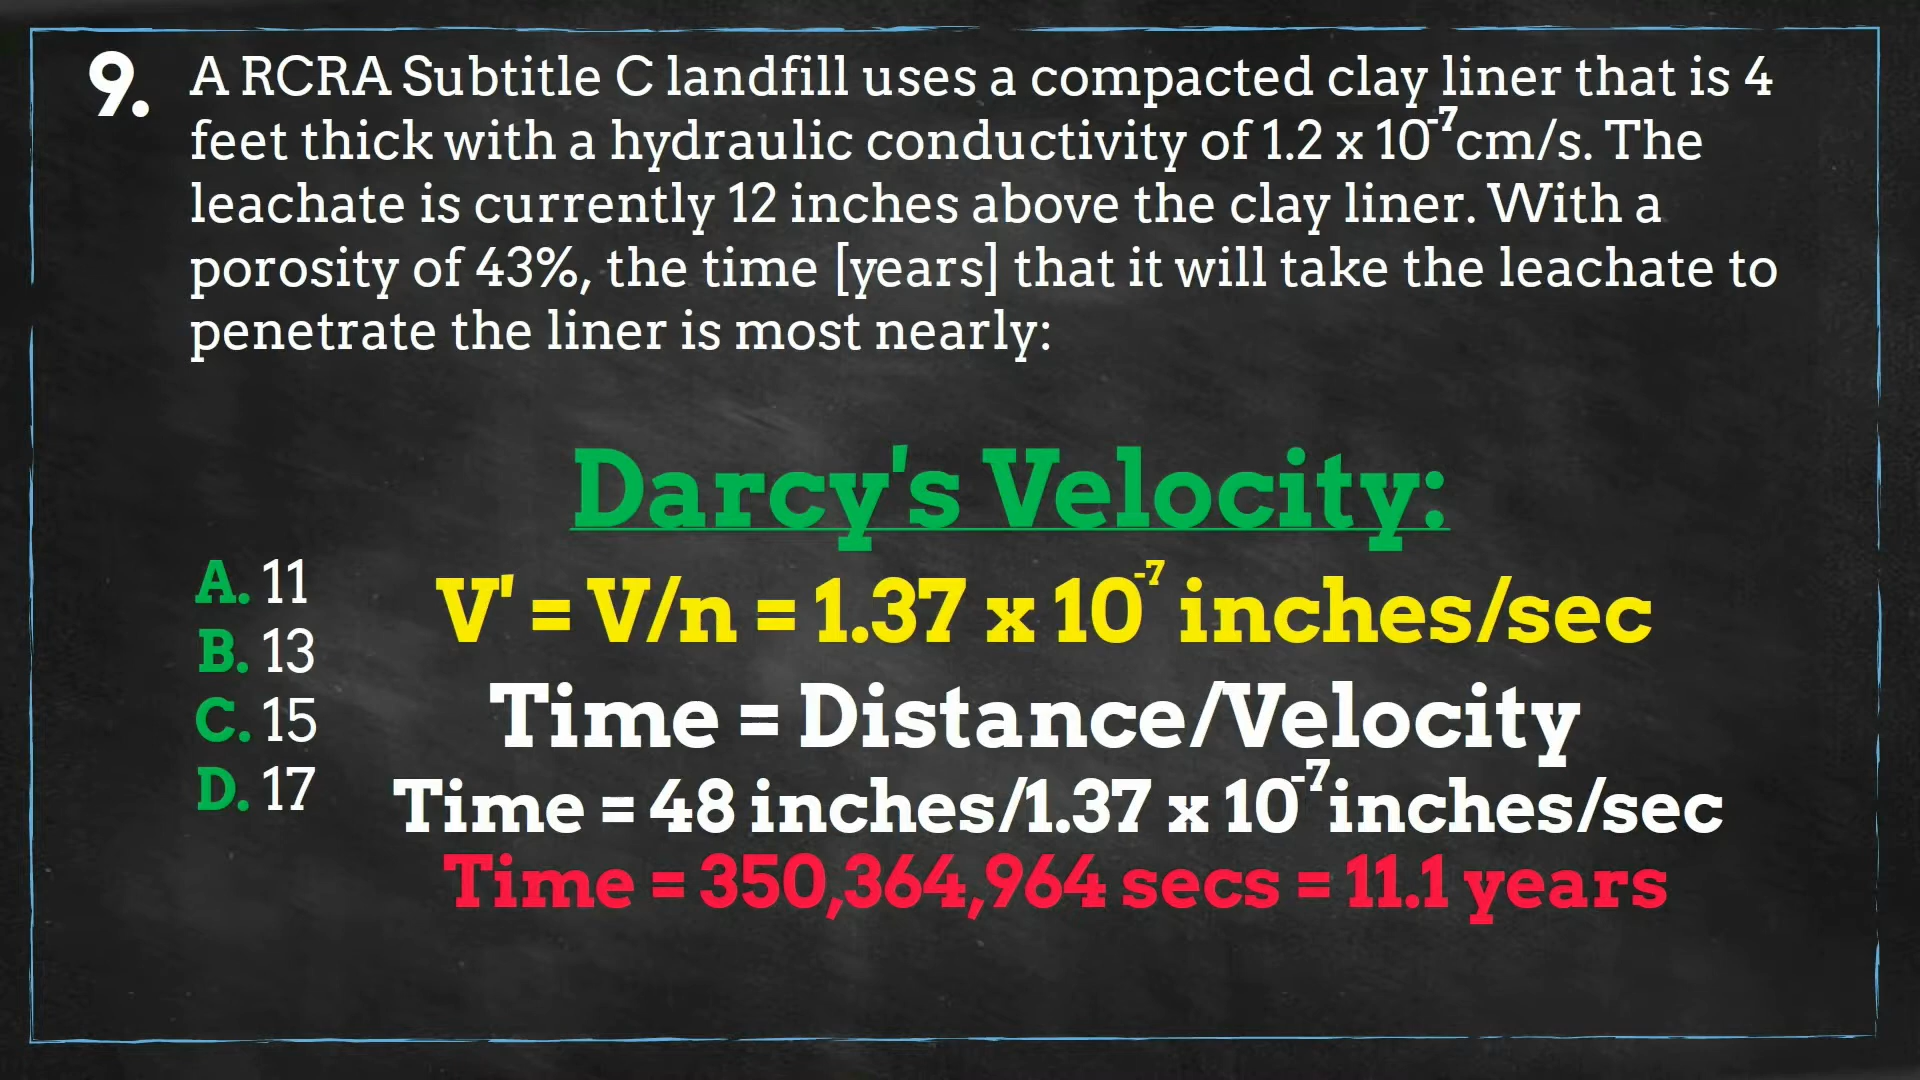 9. A RCRA Subtitle C landfill uses a compacted clay liner that is 4
feet thick with a hydraulic conductivity of 1.2 x 10⁻⁷cm/s. The
leachate is currently 12 inches above the clay liner. With a
porosity of 43%, the time [years] that it will take the leachate to
penetrate the liner is most nearly:
Darcy's Velocity:
A. 11
B. 13
C. 15
D. 17
V' = V/n = 1.37 x 10⁻⁷ inches/sec
Time = Distance/Velocity
Time = 48 inches/1.37 x 10⁻⁷inches/sec
Time = 350,364,964 secs = 11.1 years